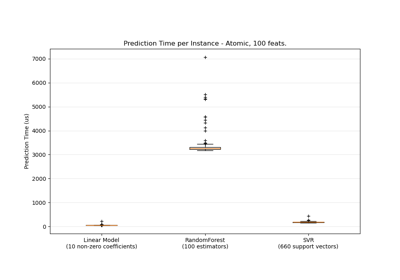 Prediction Time per Instance - Atomic, 100 feats.
7000
6000
5000
4000
3000
2000
1000
0
Prediction Time (us)
Linear Model
(10 non-zero coefficients)
RandomForest
(100 estimators)
SVR
(660 support vectors)